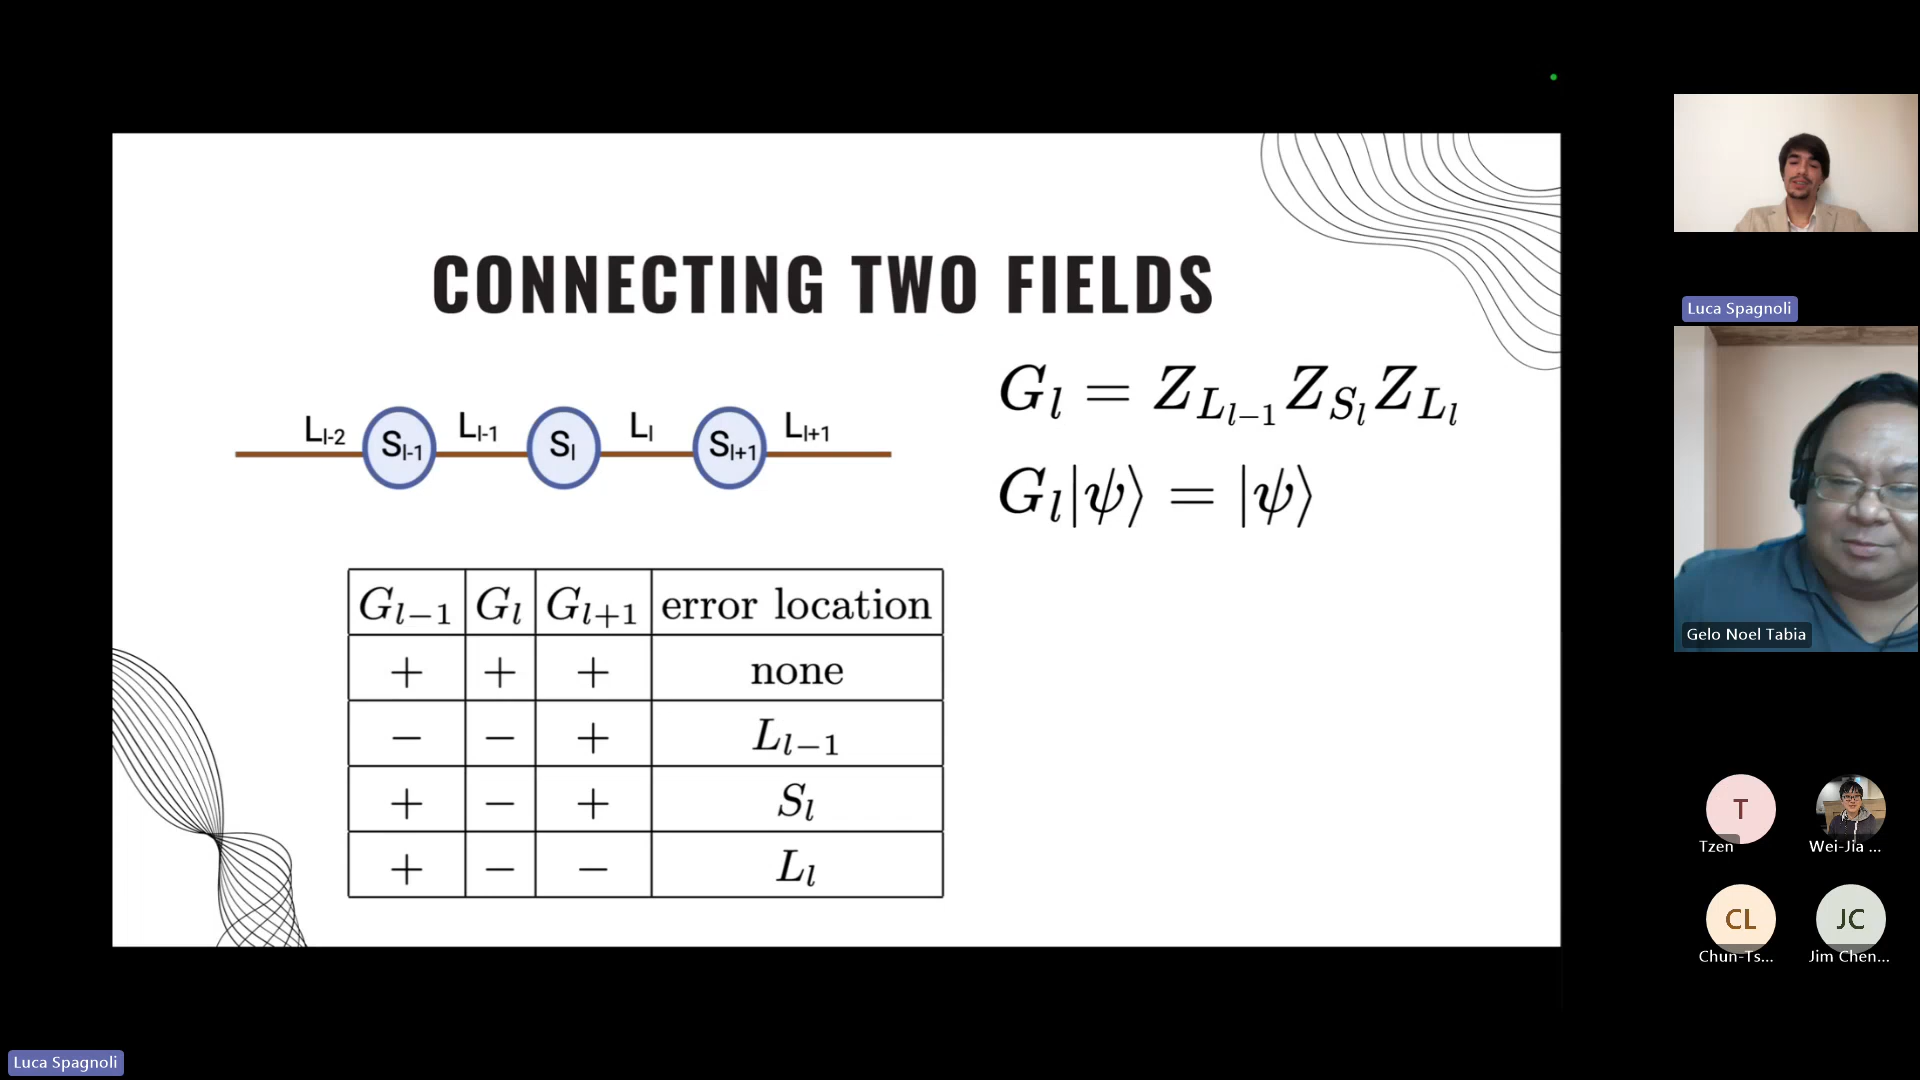 CONNECTING TWO FIELDS
L_{l-2} S_{l-1} L_{l-1} S_l L_l S_{l+1} L_{l+1}
G_l = Z_{L_{l-1}} Z_{S_l} Z_{L_l}
G_l|ψ⟩ = |ψ⟩
G_{l-1} G_l G_{l+1} error location
+ + + none
− − + L_{l-1}
+ − + S_l
+ − − L_l
Luca Spagnoli
Gelo Noel Tabia
T
Tzen
Wei-Jia ...
CL
Chun-Ts...
JC
Jim Chen...
Luca Spagnoli